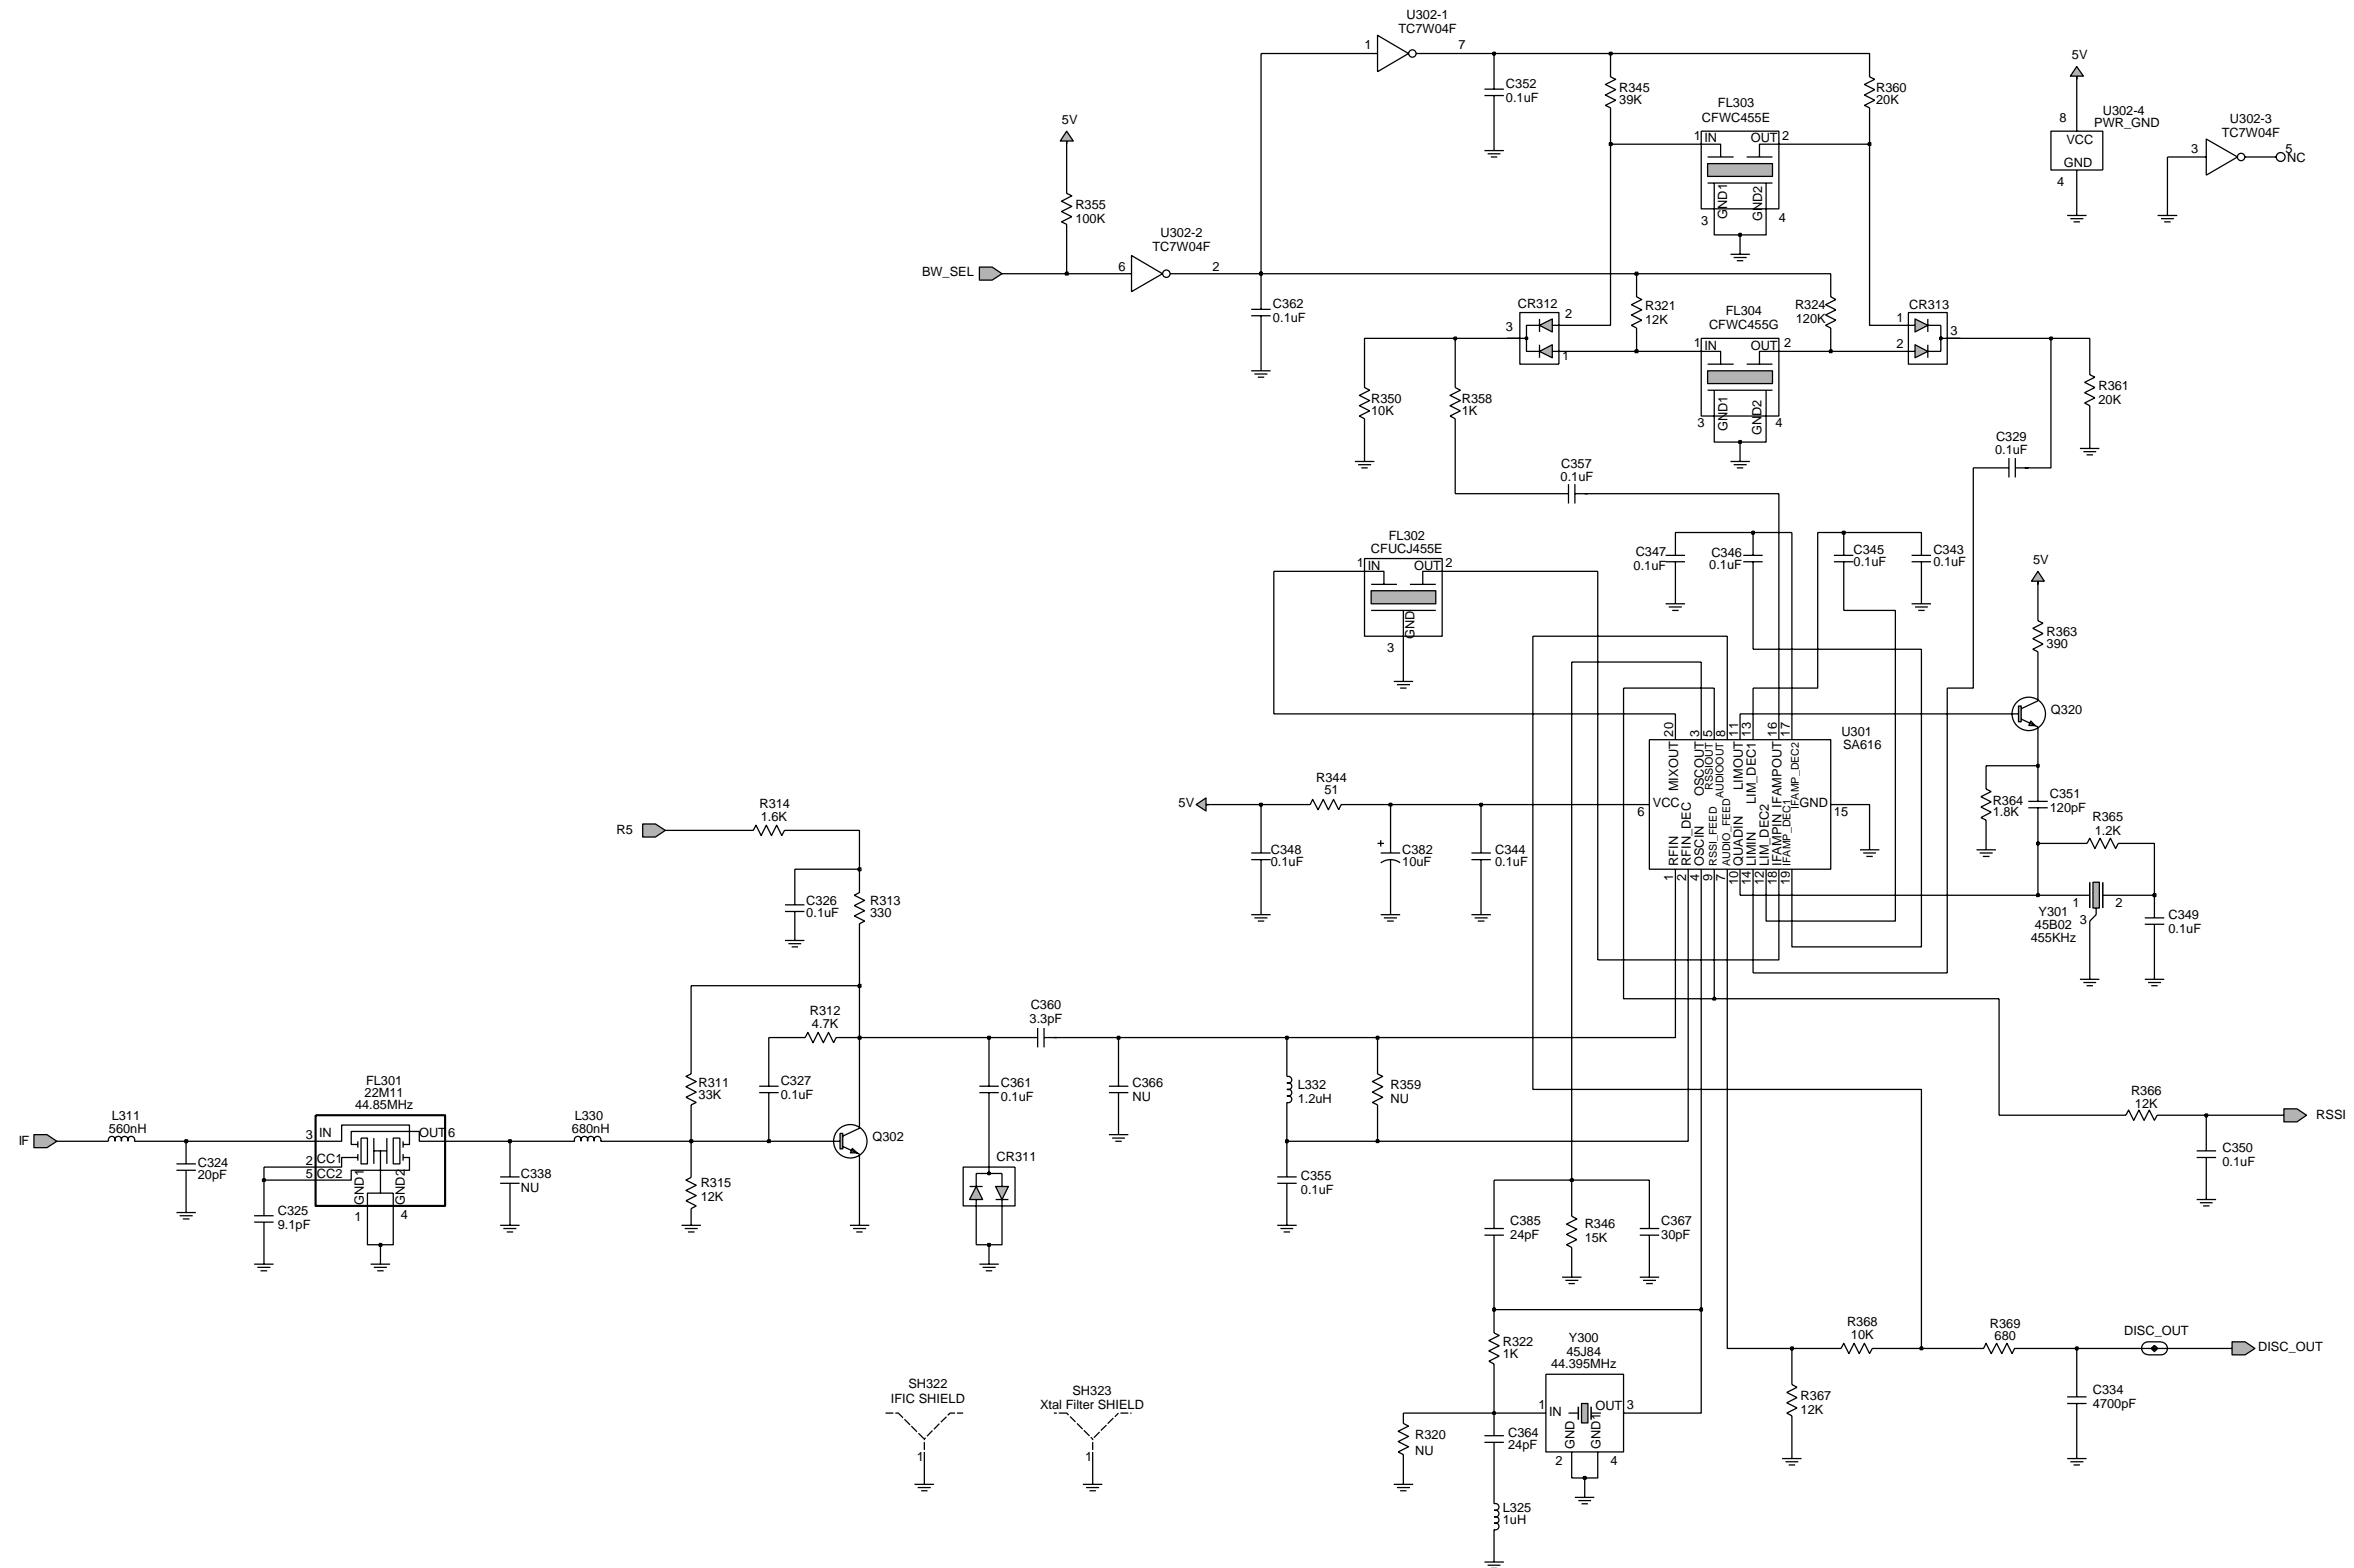 U302-1
TC7W04F
1
7
C352
0.1uF
R345
39K
R360
20K
FL303
CFWC455E
1
IN
OUT
2
GND1
GND2
3
4
5V
8
U302-4
PWR_GND
VCC
GND
4
U302-3
TC7W04F
3
5
NC
5V
R355
100K
U302-2
TC7W04F
BW_SEL
6
2
C362
0.1uF
CR312
3
2
1
R321
12K
FL304
CFWC455G
R324
120K
CR313
1
2
3
1
IN
OUT
2
GND1
GND2
3
4
R350
10K
R358
1K
R361
20K
C329
0.1uF
C357
0.1uF
FL302
CFUCJ455E
1
IN
OUT
2
GND
3
C347
0.1uF
C346
0.1uF
C345
0.1uF
C343
0.1uF
5V
R363
390
Q320
U301
SA616
20
3
5
8
11
13
16
17
MIXOUT
OSCOUT
RSSIOUT
AUDIOOUT
LIMOUT
LIM_DEC1
IFAMPOUT
IFAMP_DEC2
VCC
6
GND
15
RFIN
RFIN_DEC
OSCIN
RSSI_FEED
AUDIO_FEED
QUADIN
LIMIN
LIM_DEC2
IFAMPIN
IFAMP_DEC1
1
2
4
9
7
10
14
12
18
19
5V
R344
51
C348
0.1uF
+
C382
10uF
C344
0.1uF
R364
1.8K
C351
120pF
R365
1.2K
1
2
3
Y301
45B02
455KHz
C349
0.1uF
R5
R314
1.6K
C326
0.1uF
R313
330
R312
4.7K
C360
3.3pF
R311
33K
C327
0.1uF
C361
0.1uF
C366
NU
L332
1.2uH
R359
NU
R366
12K
RSSI
C350
0.1uF
IF
L311
560nH
C324
20pF
FL301
22M11
44.85MHz
3
IN
OUT
6
2
CC1
5
CC2
GND1
GND2
1
4
C325
9.1pF
C338
NU
L330
680nH
Q302
R315
12K
CR311
C355
0.1uF
C385
24pF
R346
15K
C367
30pF
R322
1K
Y300
45J84
44.395MHz
1
IN
OUT
3
GND
GND1
2
4
R320
NU
C364
24pF
L325
1uH
R368
10K
R369
680
DISC_OUT
DISC_OUT
R367
12K
C334
4700pF
SH322
IFIC SHIELD
1
SH323
Xtal Filter SHIELD
1